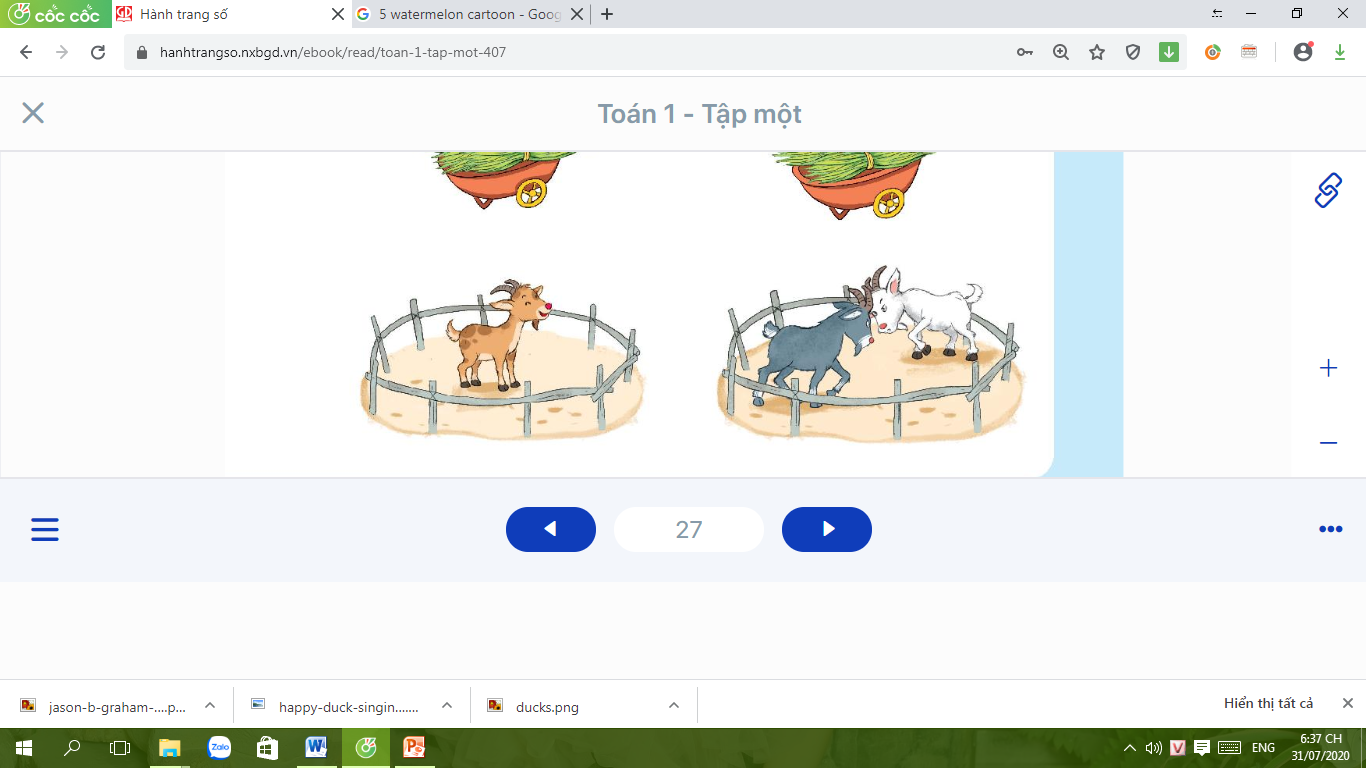 cốc cốc
Hành trang số
5 watermelon cartoon - Goog
hanhtrangso.nxbgd.vn/ebook/read/toan-1-tap-mot-407
Toán 1 - Tập một
27
jason-b-graham-....p...
happy-duck-singin.......
ducks.png
Hiển thị tất cả
Zalo
ENG
6:37 CH
31/07/2020